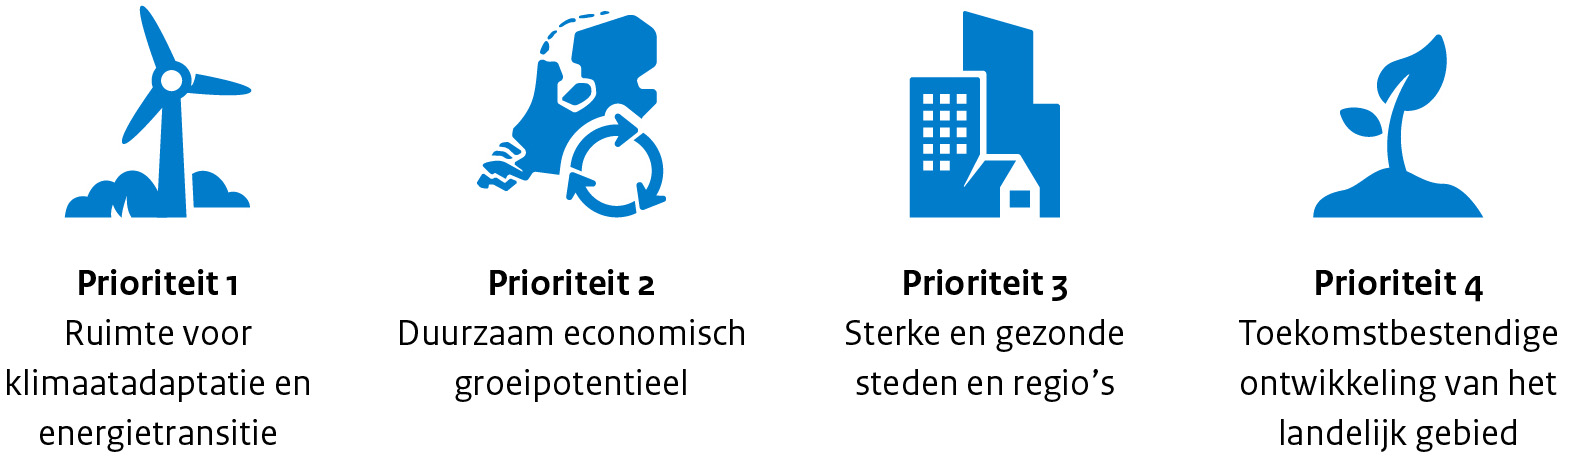 Prioriteit 1
Ruimte voor
klimaatadaptatie en
energietransitie
Prioriteit 2
Duurzaam economisch
groeipotentieel
Prioriteit 3
Sterke en gezonde
steden en regio’s
Prioriteit 4
Toekomstbestendige
ontwikkeling van het
landelijk gebied